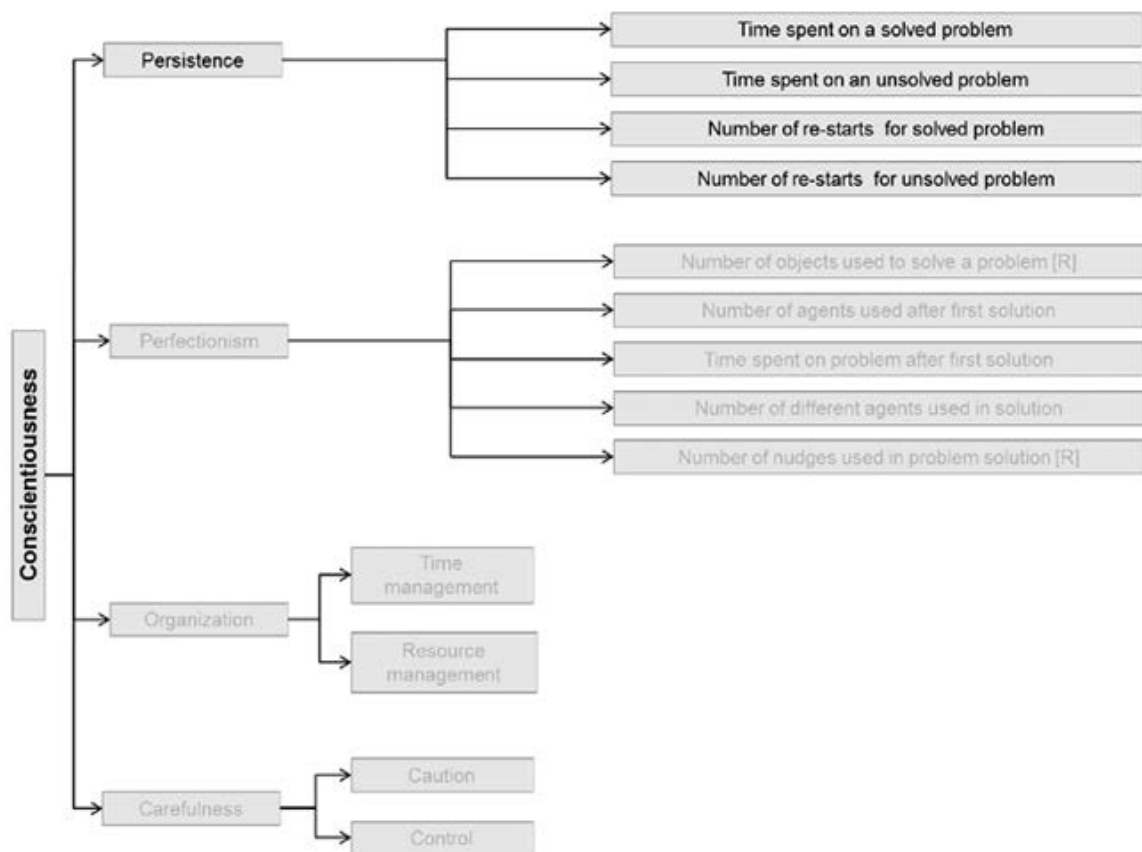 Conscientiousness
Persistence
Time spent on a solved problem
Time spent on an unsolved problem
Number of re-starts for solved problem
Number of re-starts for unsolved problem
Perfectionism
Number of objects used to solve a problem [R]
Number of agents used after first solution
Time spent on problem after first solution
Number of different agents used in solution
Number of nudges used in problem solution [R]
Organization
Time
management
Resource
management
Carefulness
Caution
Control